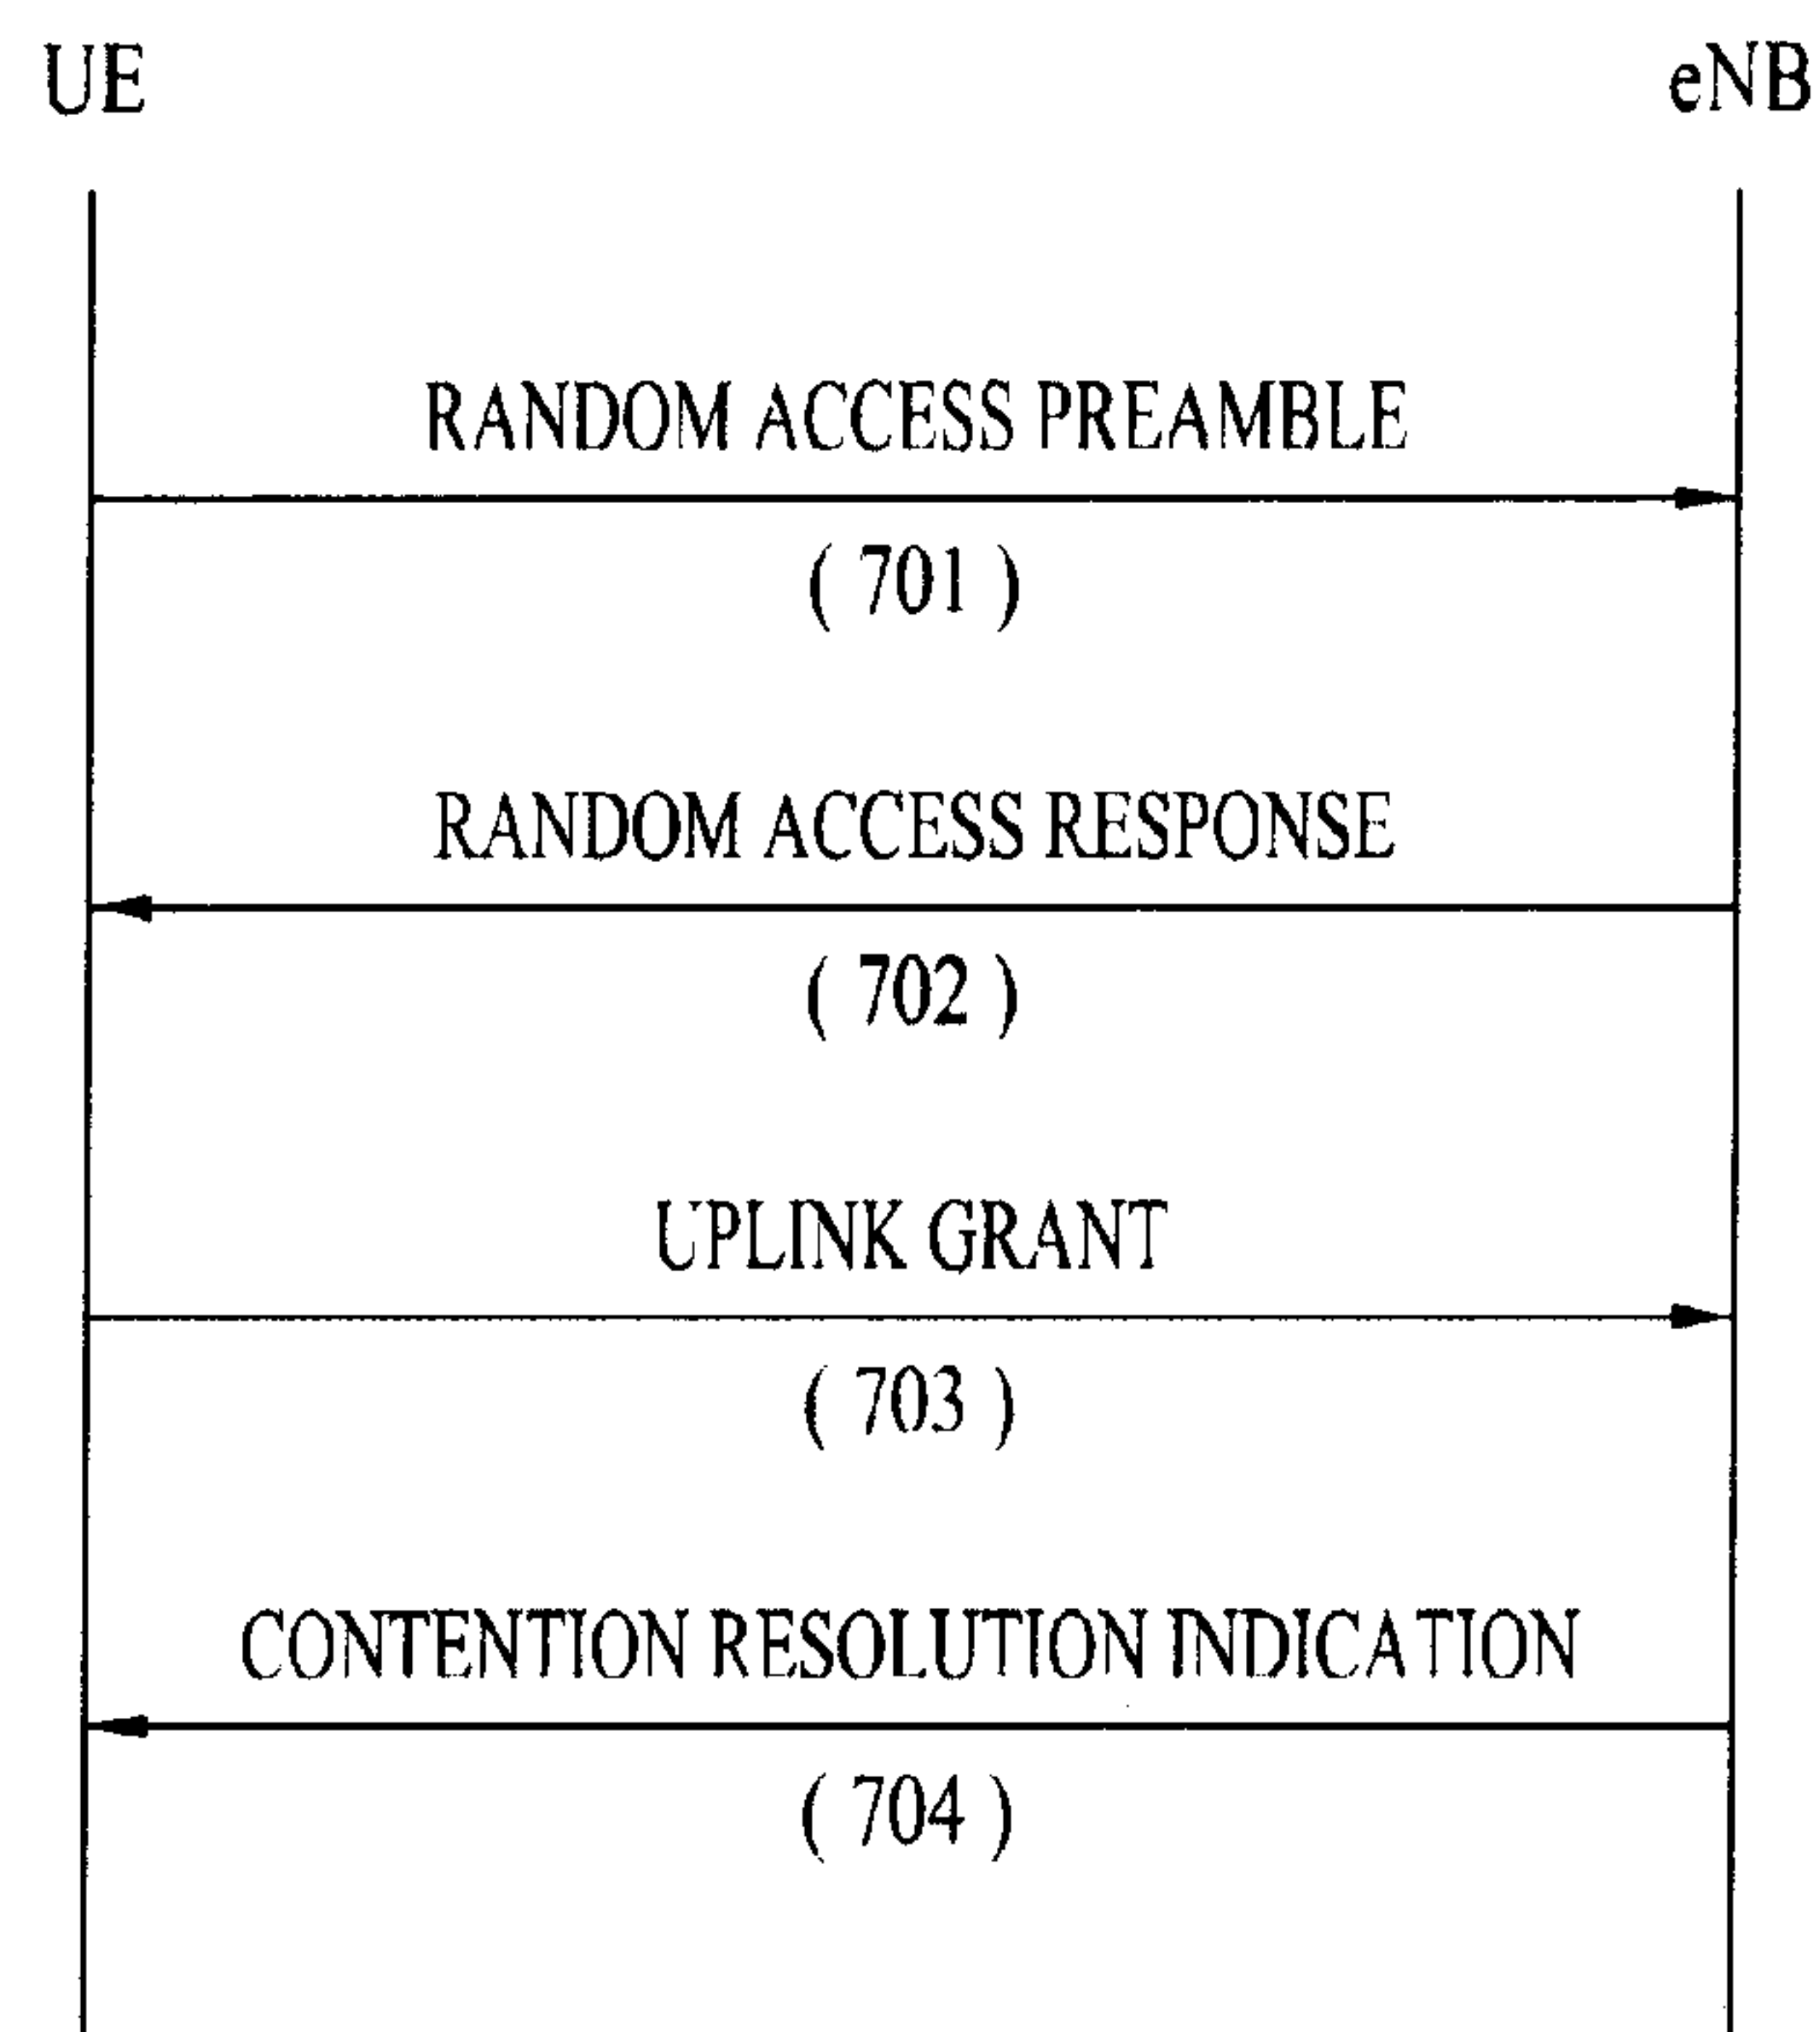 UE
eNB
RANDOM ACCESS PREAMBLE
( 701 )
RANDOM ACCESS RESPONSE
( 702 )
UPLINK GRANT
( 703 )
CONTENTION RESOLUTION INDICATION
( 704 )